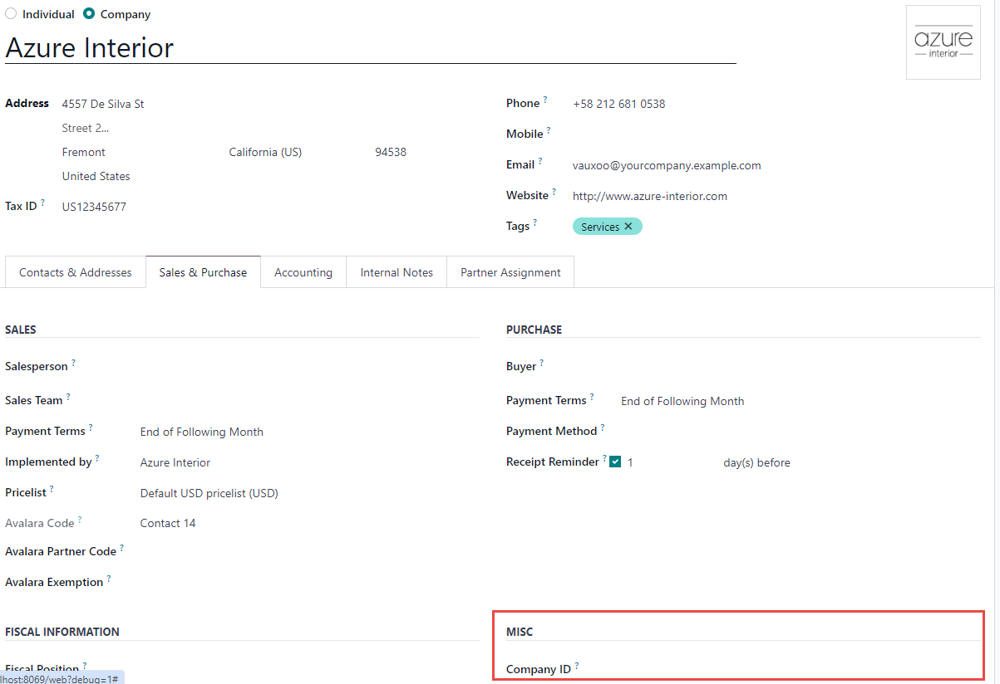 Individual Company
Azure Interior
azure
interior
Address 4557 De Silva St
Street 2...
Fremont California (US) 94538
United States
Tax ID ? US12345677
Phone ? +58 212 681 0538
Mobile ?
Email ? vauxoo@yourcompany.example.com
Website ? http://www.azure-interior.com
Tags ? Services ✕
Contacts & Addresses Sales & Purchase Accounting Internal Notes Partner Assignment
SALES
Salesperson ?
Sales Team ?
Payment Terms ? End of Following Month
Implemented by ? Azure Interior
Pricelist ? Default USD pricelist (USD)
Avalara Code ? Contact 14
Avalara Partner Code ?
Avalara Exemption ?
PURCHASE
Buyer ?
Payment Terms ? End of Following Month
Payment Method ?
Receipt Reminder ? 1 day(s) before
FISCAL INFORMATION
Fiscal Position ?
MISC
Company ID ?
lhost:8069/web?debug=1#